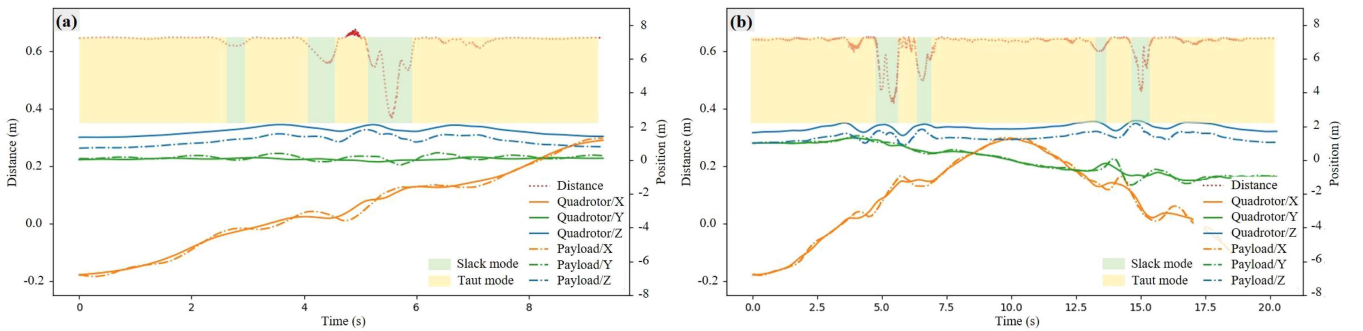 (a)
Distance (m)
0.6
0.4
0.2
0.0
-0.2
8
6
4
2
0
-2
-4
-6
-8
Position (m)
Distance
Quadrotor/X
Quadrotor/Y
Quadrotor/Z
Payload/X
Slack mode Payload/Y
Taut mode Payload/Z
0 2 4 6 8
Time (s)
(b)
Distance (m)
0.6
0.4
0.2
0.0
-0.2
8
6
4
2
0
-2
-4
-6
-8
Position (m)
Distance
Quadrotor/X
Quadrotor/Y
Quadrotor/Z
Payload/X
Slack mode Payload/Y
Taut mode Payload/Z
0.0 2.5 5.0 7.5 10.0 12.5 15.0 17.5 20.0
Time (s)